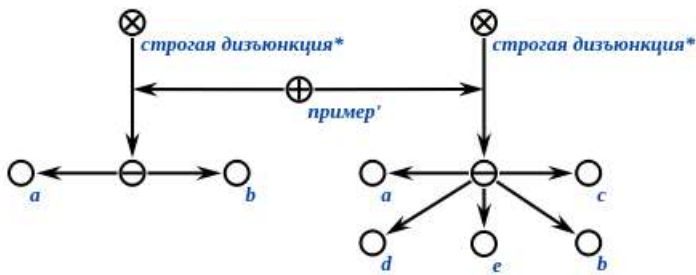 строгая дизъюнкция*
строгая дизъюнкция*
пример'
a
b
a
c
d
e
b